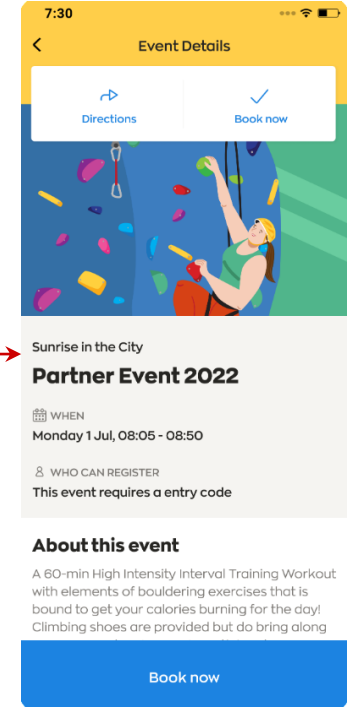 7:30
Event Details
Directions
Book now
Sunrise in the City
Partner Event 2022
WHEN
Monday 1 Jul, 08:05 - 08:50
WHO CAN REGISTER
This event requires a entry code
About this event
A 60-min High Intensity Interval Training Workout
with elements of bouldering exercises that is
bound to get your calories burning for the day!
Climbing shoes are provided but do bring along
Book now